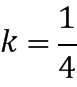 k = 1/4